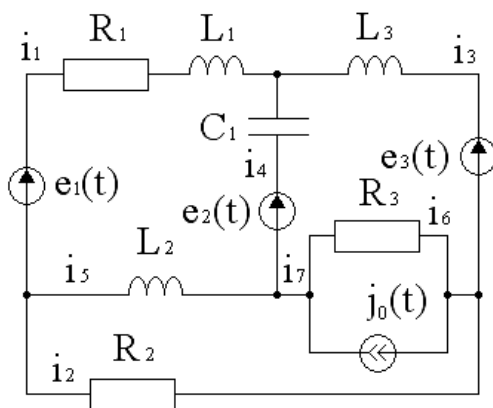 i₁ R₁ L₁ L₃ i₃
C₁
i₄
e₁(t) e₂(t) R₃ e₃(t)
i₆
i₅ L₂ i₇
j₀(t)
i₂ R₂